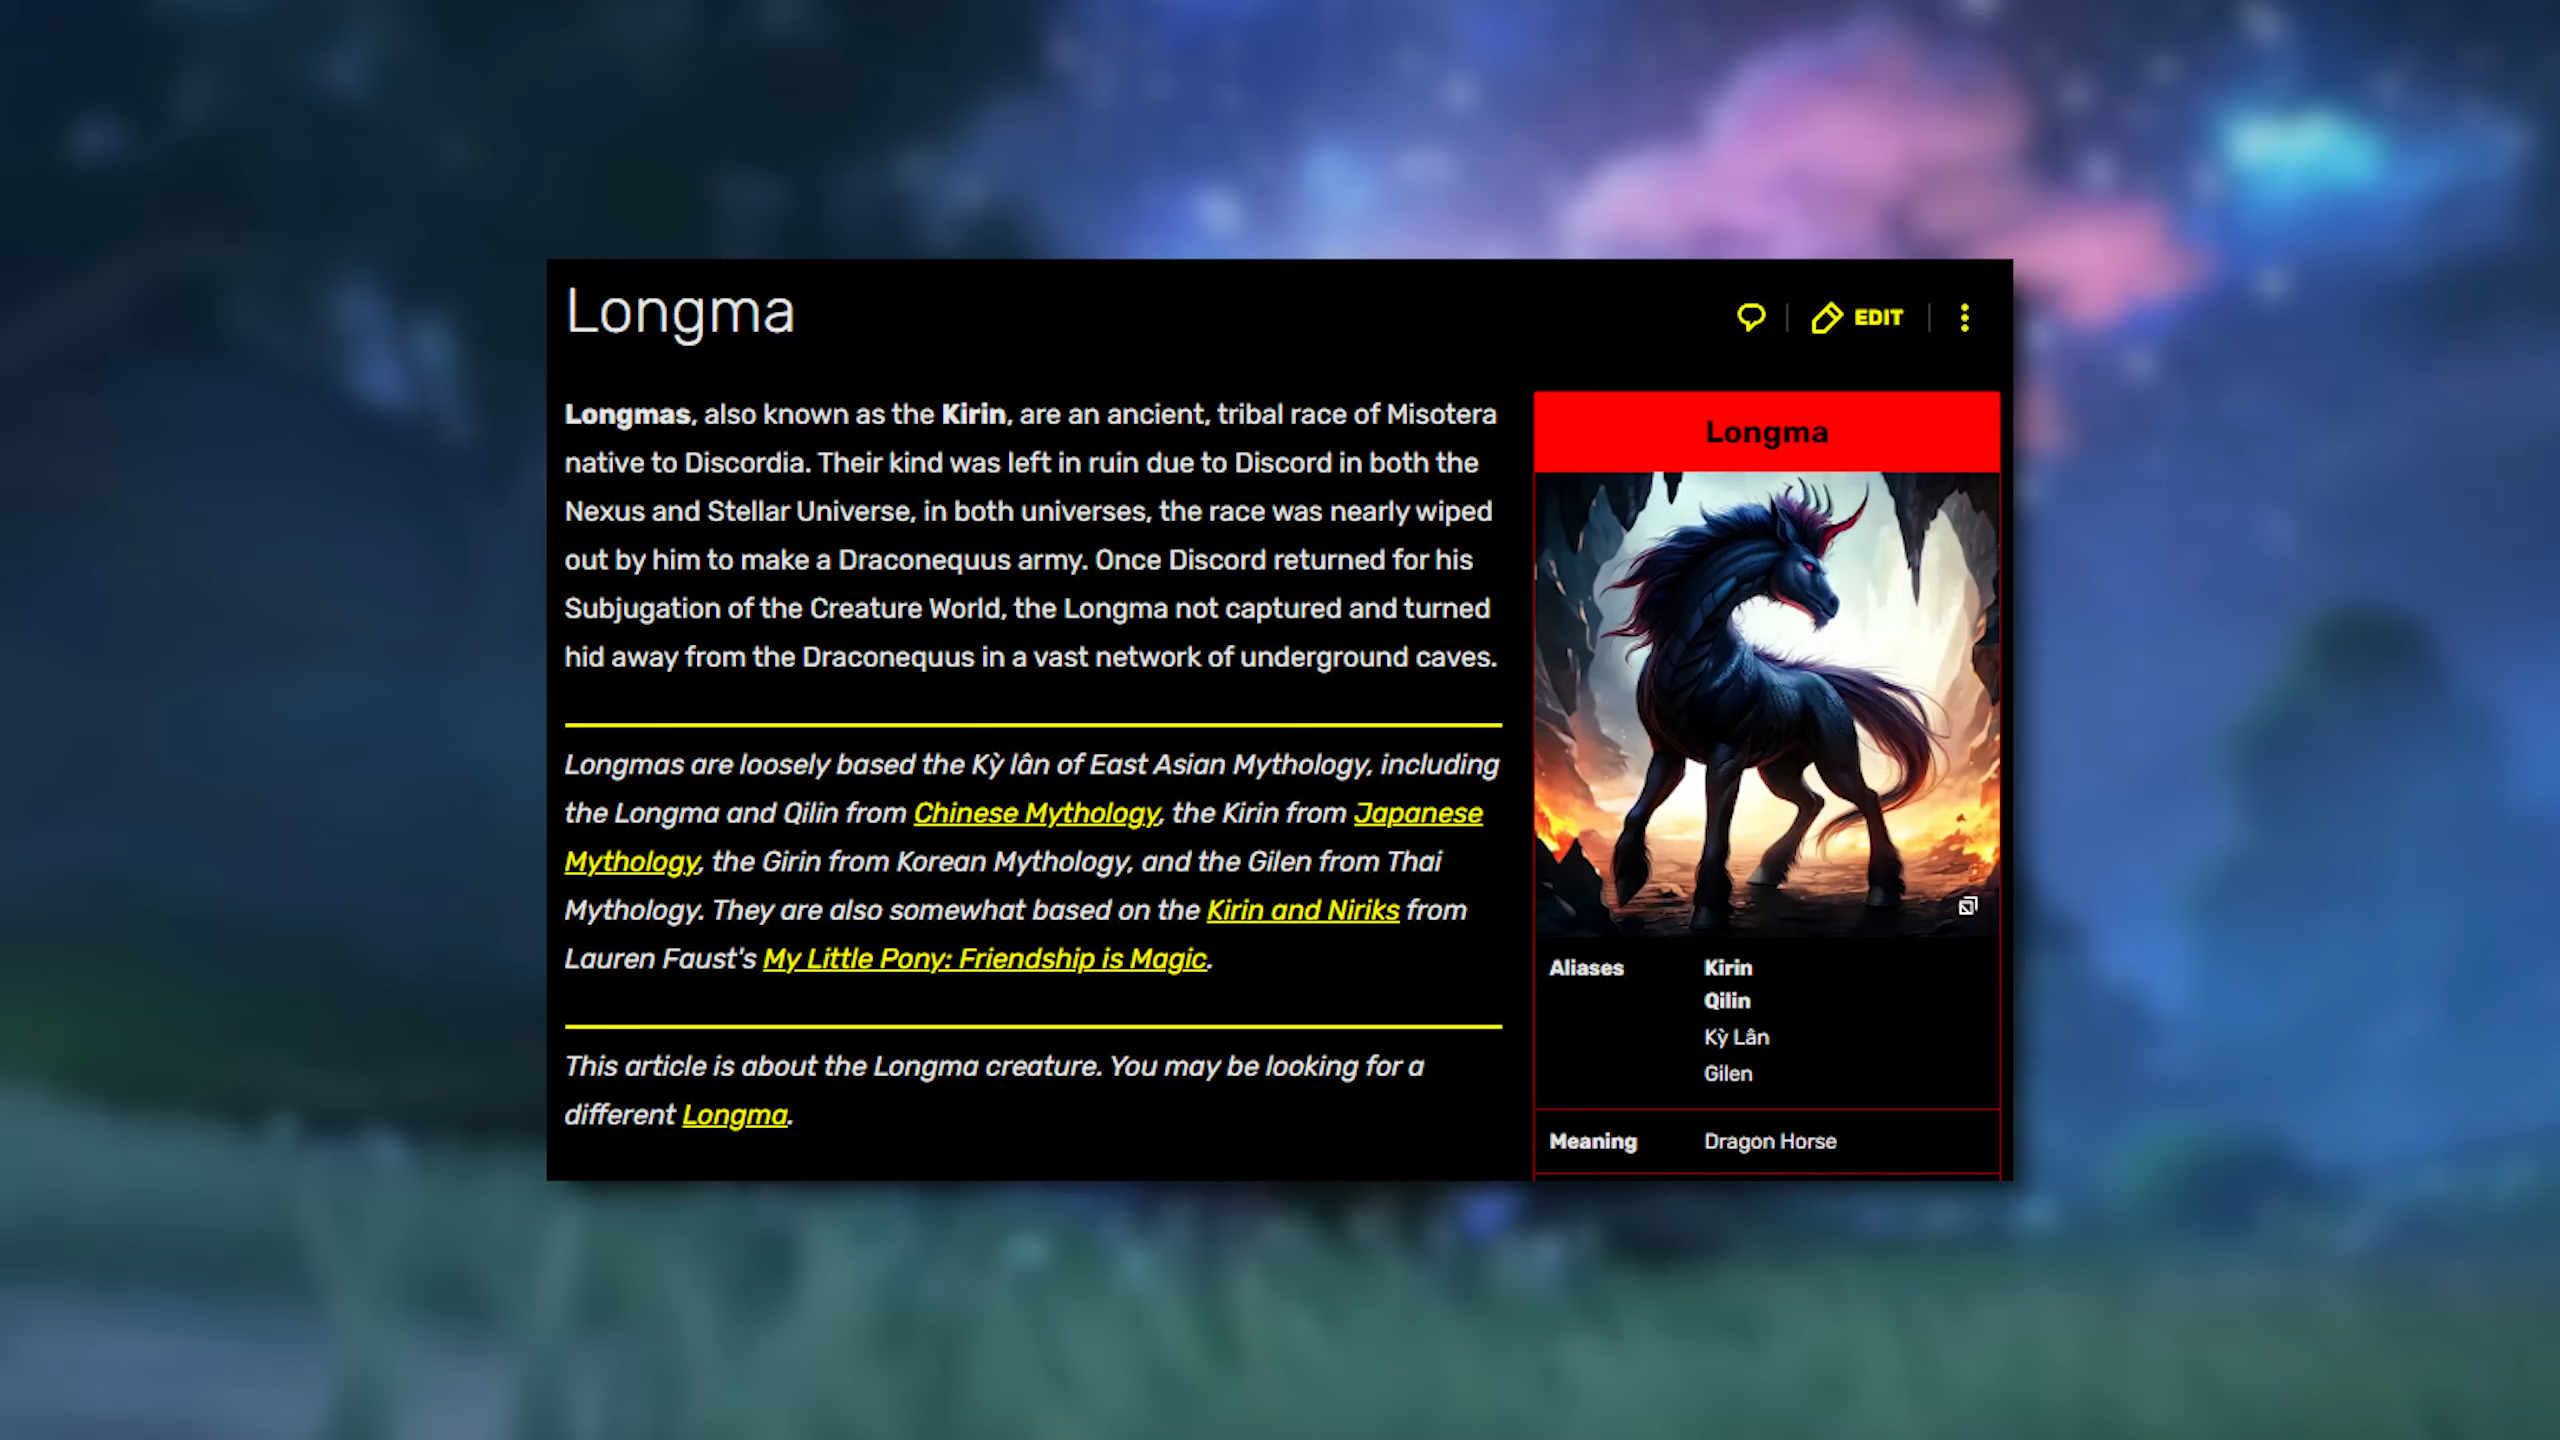 Longma
EDIT
Longmas, also known as the Kirin, are an ancient, tribal race of Misotera
native to Discordia. Their kind was left in ruin due to Discord in both the
Nexus and Stellar Universe, in both universes, the race was nearly wiped
out by him to make a Draconequus army. Once Discord returned for his
Subjugation of the Creature World, the Longma not captured and turned
hid away from the Draconequus in a vast network of underground caves.
Longmas are loosely based the Kỳ lân of East Asian Mythology, including
the Longma and Qilin from Chinese Mythology, the Kirin from Japanese
Mythology, the Girin from Korean Mythology, and the Gilen from Thai
Mythology. They are also somewhat based on the Kirin and Niriks from
Lauren Faust's My Little Pony: Friendship is Magic.
This article is about the Longma creature. You may be looking for a
different Longma.
Longma
Aliases
Kirin
Qilin
Kỳ Lân
Gilen
Meaning
Dragon Horse